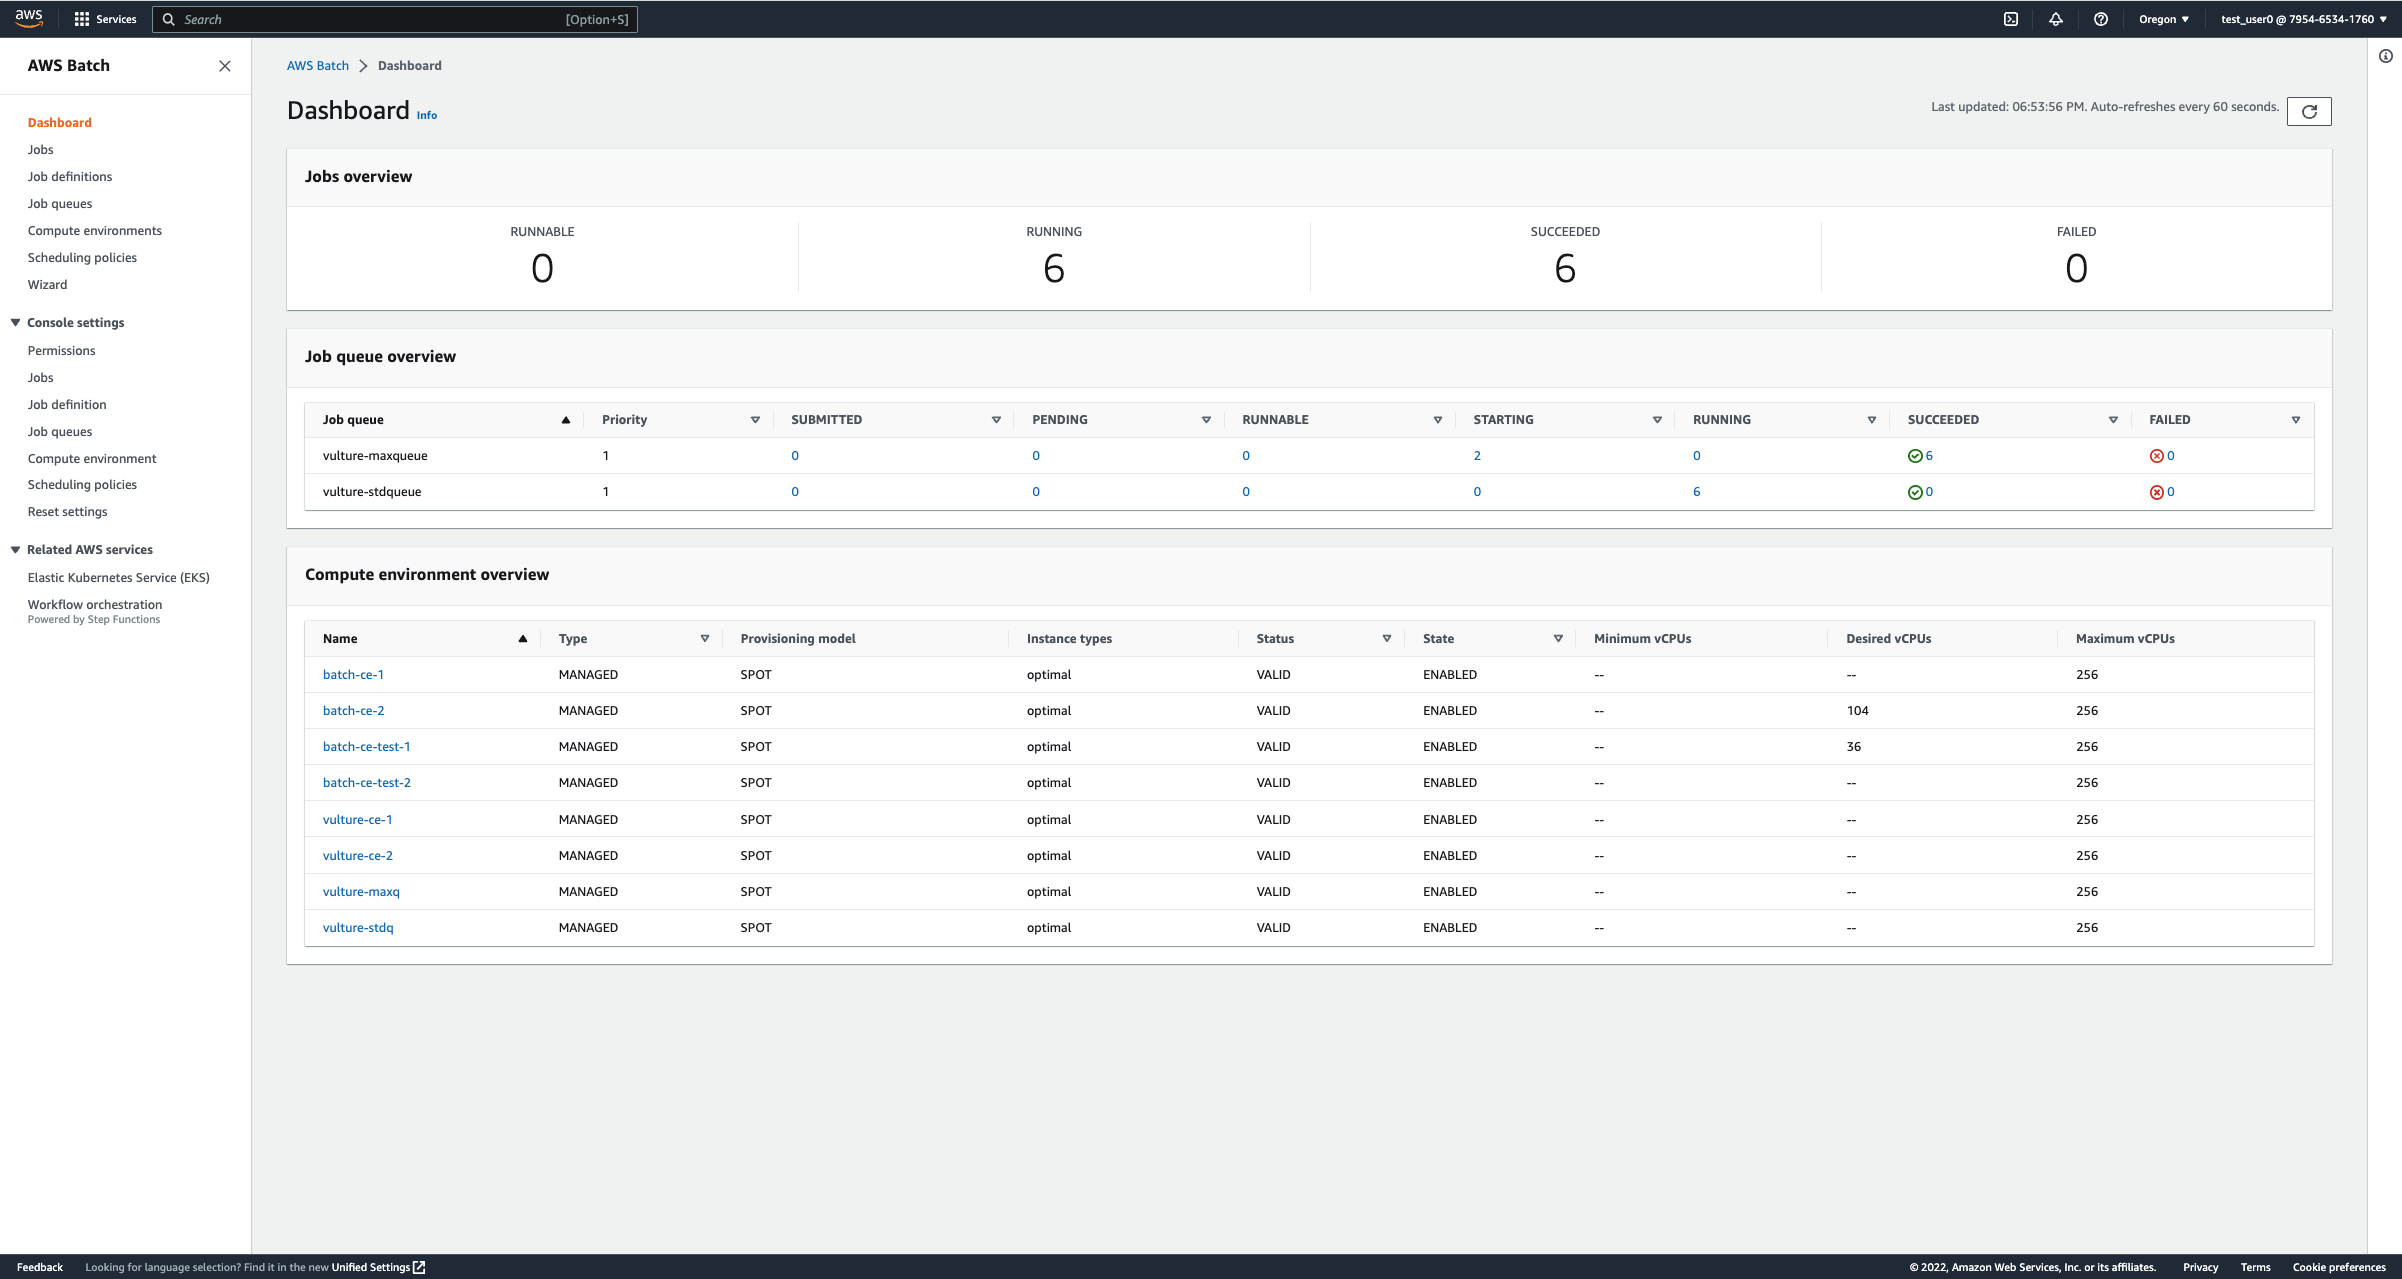 aws Services Search [Option+S] Oregon test_user0 @ 7954-6534-1760
AWS Batch
Dashboard
Jobs
Job definitions
Job queues
Compute environments
Scheduling policies
Wizard
Console settings
Permissions
Jobs
Job definition
Job queues
Compute environment
Scheduling policies
Reset settings
Related AWS services
Elastic Kubernetes Service (EKS)
Workflow orchestration
Powered by Step Functions
AWS Batch Dashboard
Dashboard Info
Last updated: 06:53:56 PM. Auto-refreshes every 60 seconds.
Jobs overview
RUNNABLE RUNNING SUCCEEDED FAILED
0 6 6 0
Job queue overview
Job queue Priority SUBMITTED PENDING RUNNABLE STARTING RUNNING SUCCEEDED FAILED
vulture-maxqueue 1 0 0 0 2 0 6 0
vulture-stdqueue 1 0 0 0 0 6 0 0
Compute environment overview
Name Type Provisioning model Instance types Status State Minimum vCPUs Desired vCPUs Maximum vCPUs
batch-ce-1 MANAGED SPOT optimal VALID ENABLED -- -- 256
batch-ce-2 MANAGED SPOT optimal VALID ENABLED -- 104 256
batch-ce-test-1 MANAGED SPOT optimal VALID ENABLED -- 36 256
batch-ce-test-2 MANAGED SPOT optimal VALID ENABLED -- -- 256
vulture-ce-1 MANAGED SPOT optimal VALID ENABLED -- -- 256
vulture-ce-2 MANAGED SPOT optimal VALID ENABLED -- -- 256
vulture-maxq MANAGED SPOT optimal VALID ENABLED -- -- 256
vulture-stdq MANAGED SPOT optimal VALID ENABLED -- -- 256
Feedback Looking for language selection? Find it in the new Unified Settings © 2022, Amazon Web Services, Inc. or its affiliates. Privacy Terms Cookie preferences